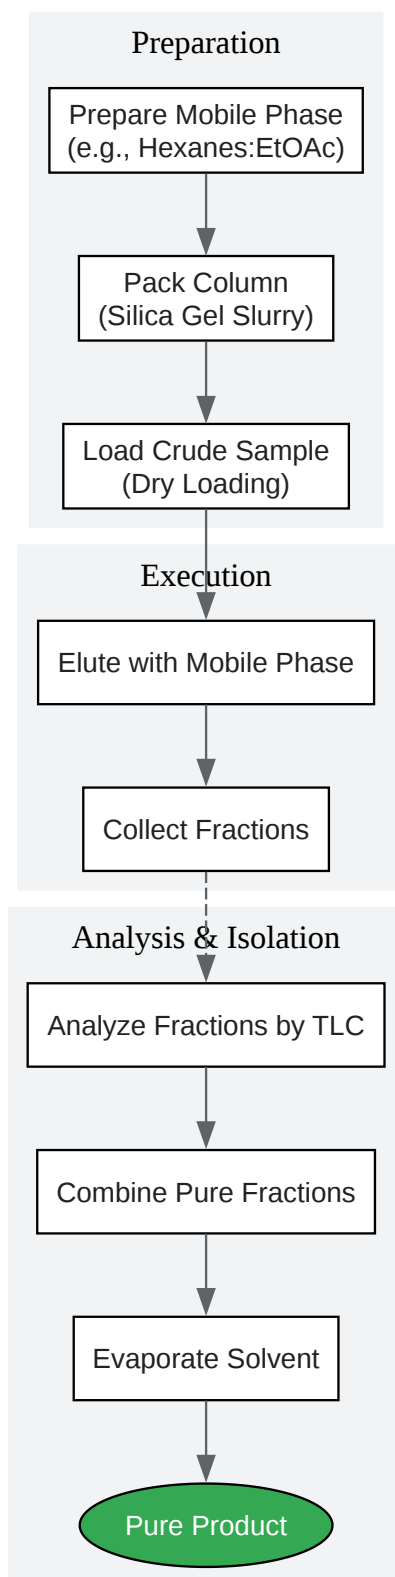 Preparation
Prepare Mobile Phase
(e.g., Hexanes:EtOAc)
Pack Column
(Silica Gel Slurry)
Load Crude Sample
(Dry Loading)
Execution
Elute with Mobile Phase
Collect Fractions
Analysis & Isolation
Analyze Fractions by TLC
Combine Pure Fractions
Evaporate Solvent
Pure Product